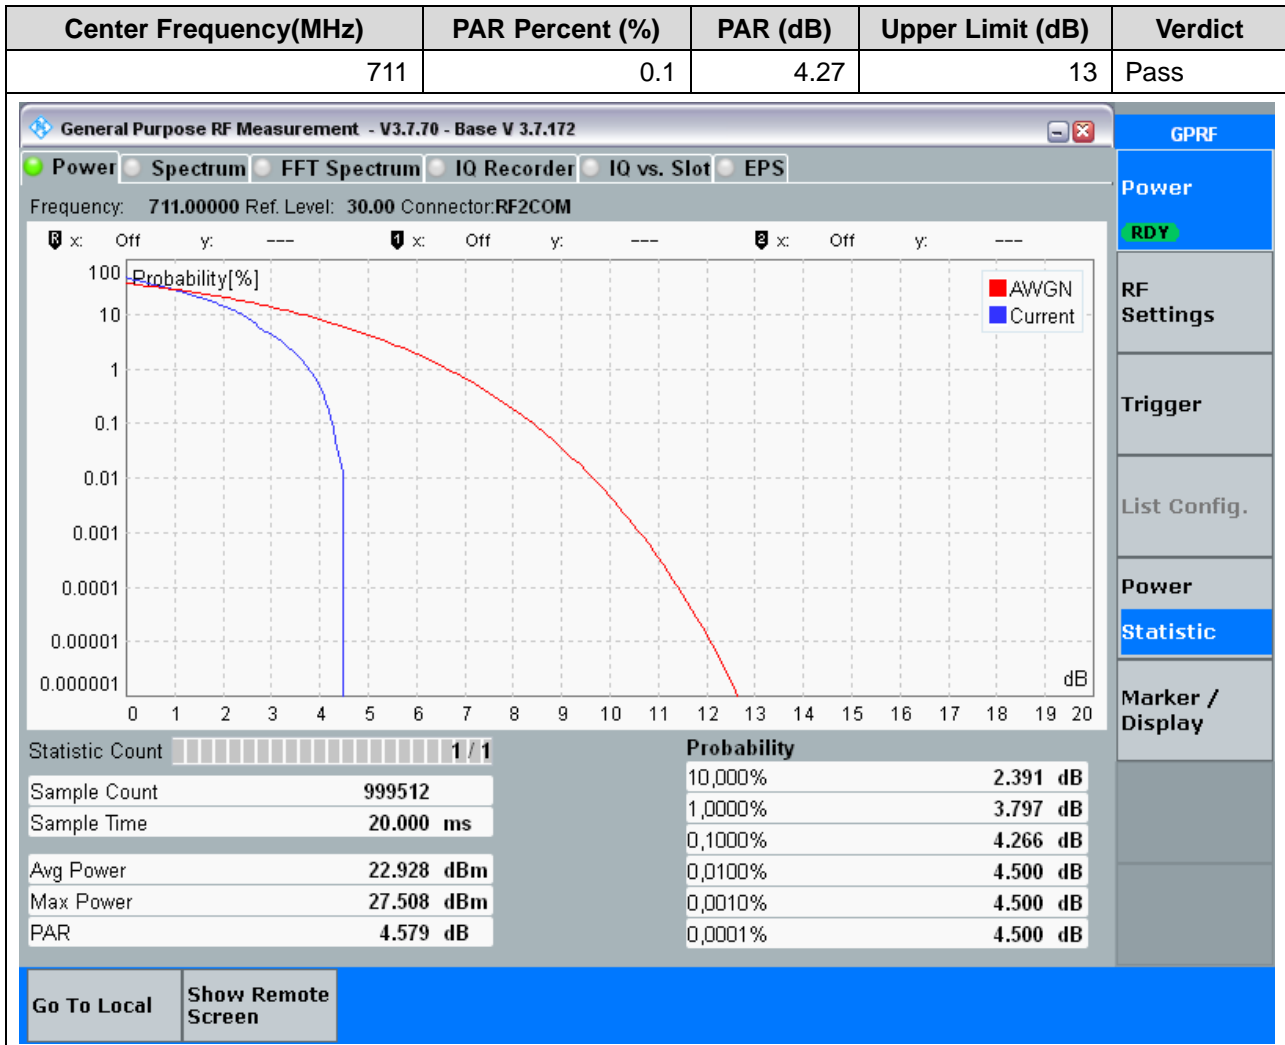 Center Frequency(MHz) PAR Percent (%) PAR (dB) Upper Limit (dB) Verdict
711 0.1 4.27 13 Pass
General Purpose RF Measurement - V3.7.70 - Base V 3.7.172
GPRF
Power Spectrum FFT Spectrum IQ Recorder IQ vs. Slot EPS
Frequency: 711.00000 Ref. Level: 30.00 Connector:RF2COM
R x: Off y: --- 1 x: Off y: --- 2 x: Off y: ---
Probability[%]
100
10
1
0.1
0.01
0.001
0.0001
0.00001
0.000001
AWGN
Current
dB
0 1 2 3 4 5 6 7 8 9 10 11 12 13 14 15 16 17 18 19 20
Statistic Count 1 / 1
Sample Count 999512
Sample Time 20.000 ms
Avg Power 22.928 dBm
Max Power 27.508 dBm
PAR 4.579 dB
Probability
10,000% 2.391 dB
1,0000% 3.797 dB
0,1000% 4.266 dB
0,0100% 4.500 dB
0,0010% 4.500 dB
0,0001% 4.500 dB
Power
RDY
RF
Settings
Trigger
List Config.
Power
Statistic
Marker /
Display
Go To Local
Show Remote
Screen